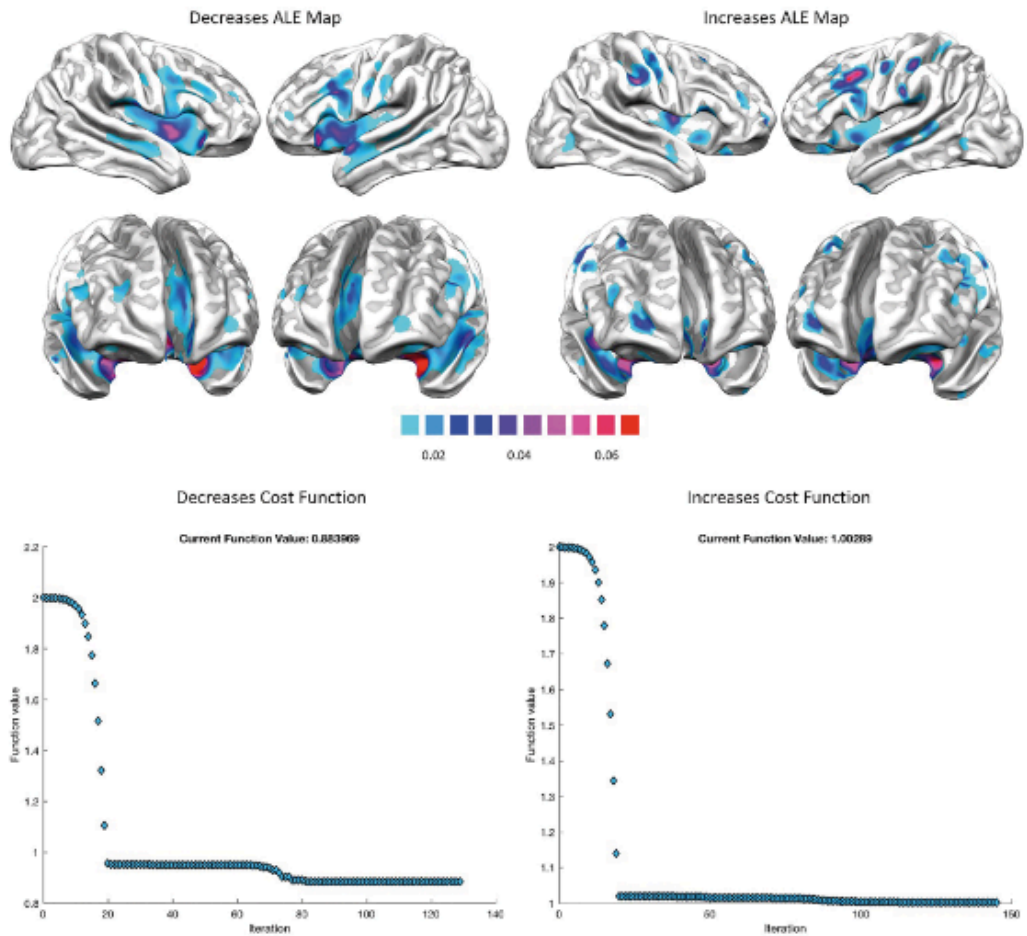 Decreases ALE Map
Increases ALE Map
0.02 0.04 0.06
Decreases Cost Function
Increases Cost Function
Current Function Value: 0.883969
Current Function Value: 1.00289
2.2
2
1.8
1.6
1.4
1.2
1
0.8
Function value
0 20 40 60 80 100 120 140
Iteration
2
1.9
1.8
1.7
1.6
1.5
1.4
1.3
1.2
1.1
1
Function value
0 50 100 150
Iteration